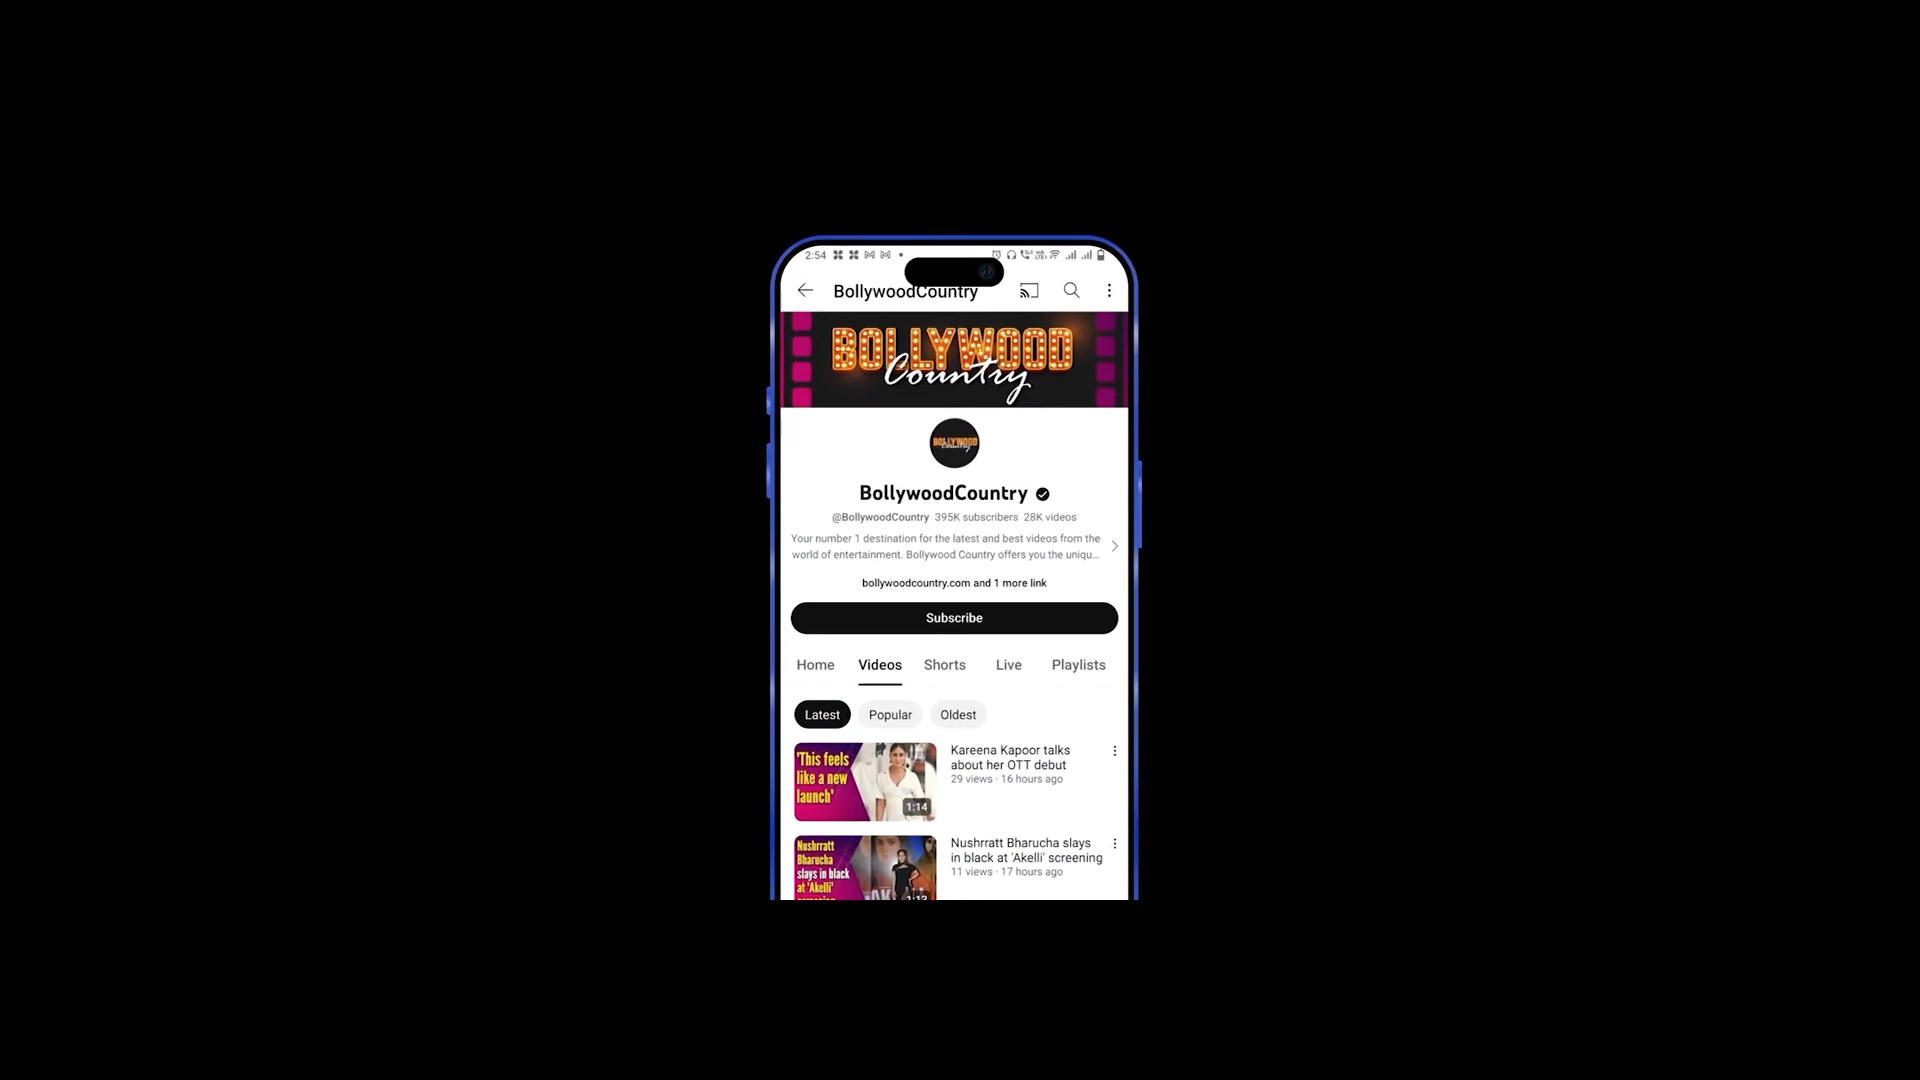 2:54
BollywoodCountry
BOLLYWOOD
Country
BOLLYWOOD
Country
BollywoodCountry
@BollywoodCountry 395K subscribers 28K videos
Your number 1 destination for the latest and best videos from the
world of entertainment. Bollywood Country offers you the uniqu...
bollywoodcountry.com and 1 more link
Subscribe
Home Videos Shorts Live Playlists
Latest Popular Oldest
'This feels
like a new
launch'
1:14
Kareena Kapoor talks
about her OTT debut
29 views · 16 hours ago
Nushrratt
Bharucha
slays in black
at 'Akelli'
Nushrratt Bharucha slays
in black at 'Akelli' screening
11 views · 17 hours ago